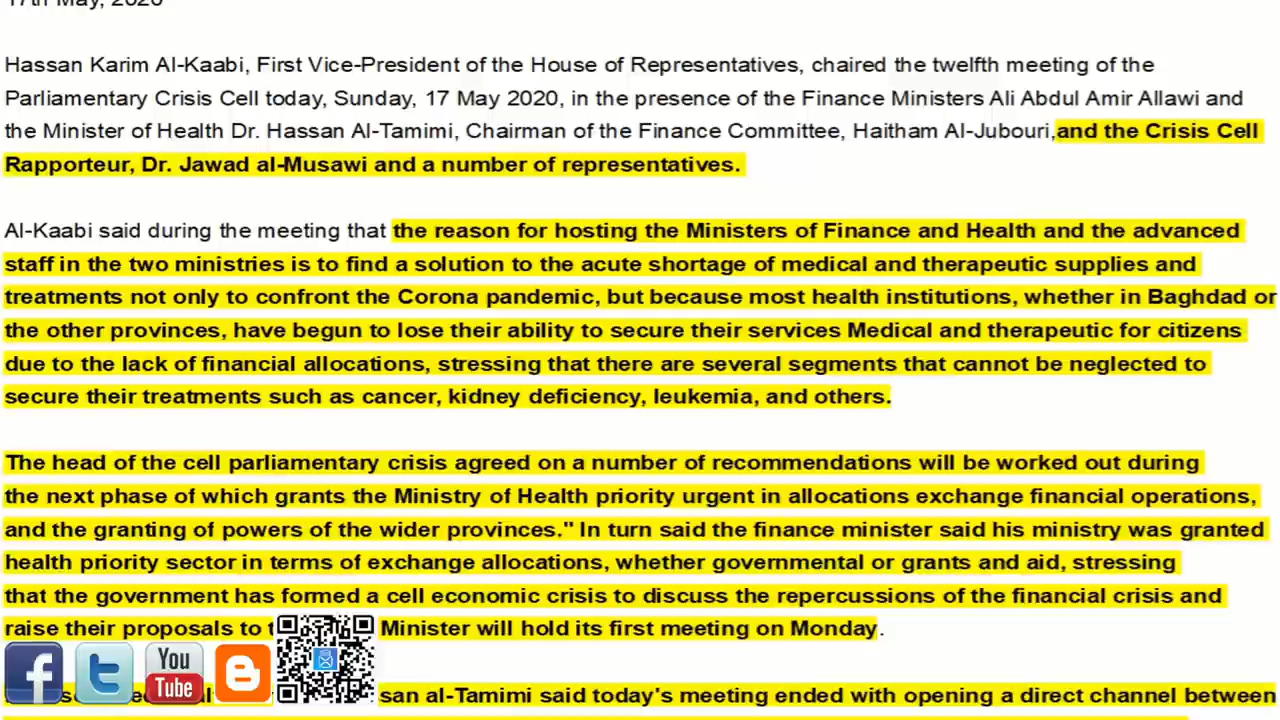 17th May, 2020
Hassan Karim Al-Kaabi, First Vice-President of the House of Representatives, chaired the twelfth meeting of the
Parliamentary Crisis Cell today, Sunday, 17 May 2020, in the presence of the Finance Ministers Ali Abdul Amir Allawi and
the Minister of Health Dr. Hassan Al-Tamimi, Chairman of the Finance Committee, Haitham Al-Jubouri,and the Crisis Cell
Rapporteur, Dr. Jawad al-Musawi and a number of representatives.
Al-Kaabi said during the meeting that the reason for hosting the Ministers of Finance and Health and the advanced
staff in the two ministries is to find a solution to the acute shortage of medical and therapeutic supplies and
treatments not only to confront the Corona pandemic, but because most health institutions, whether in Baghdad or
the other provinces, have begun to lose their ability to secure their services Medical and therapeutic for citizens
due to the lack of financial allocations, stressing that there are several segments that cannot be neglected to
secure their treatments such as cancer, kidney deficiency, leukemia, and others.
The head of the cell parliamentary crisis agreed on a number of recommendations will be worked out during
the next phase of which grants the Ministry of Health priority urgent in allocations exchange financial operations,
and the granting of powers of the wider provinces." In turn said the finance minister said his ministry was granted
health priority sector in terms of exchange allocations, whether governmental or grants and aid, stressing
that the government has formed a cell economic crisis to discuss the repercussions of the financial crisis and
raise their proposals to Minister will hold its first meeting on Monday.
al-Tamimi said today's meeting ended with opening a direct channel between
You
Tube